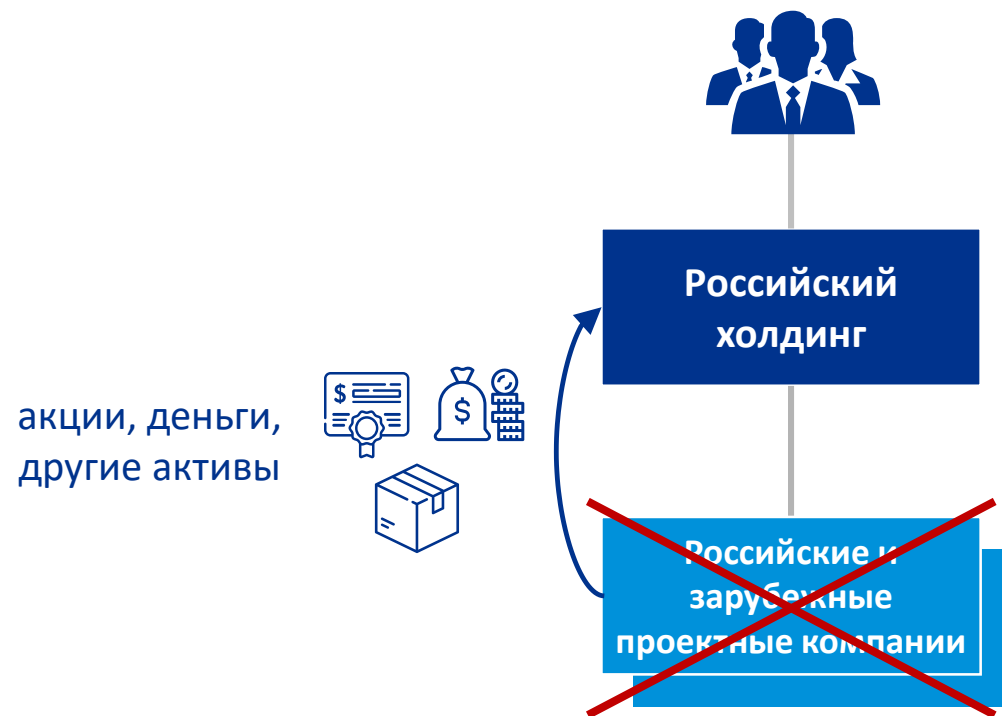 Российский
холдинг
акции, деньги,
другие активы
$
$
Российские и
зарубежные
проектные компании